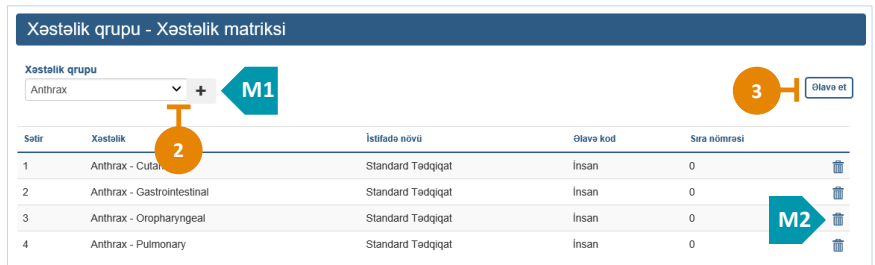 Xəstəlik qrupu - Xəstəlik matriksi
Xəstəlik qrupu
Anthrax + M1 3 Əlavə et
2
Sətir Xəstəlik İstifadə növü Əlavə kod Sıra nömrəsi
1 Anthrax - Standard Tədqiqat İnsan 0
2 Anthrax - Gastrointestinal Standard Tədqiqat İnsan 0
3 Anthrax - Oropharyngeal Standard Tədqiqat İnsan 0 M2
4 Anthrax - Pulmonary Standard Tədqiqat İnsan 0